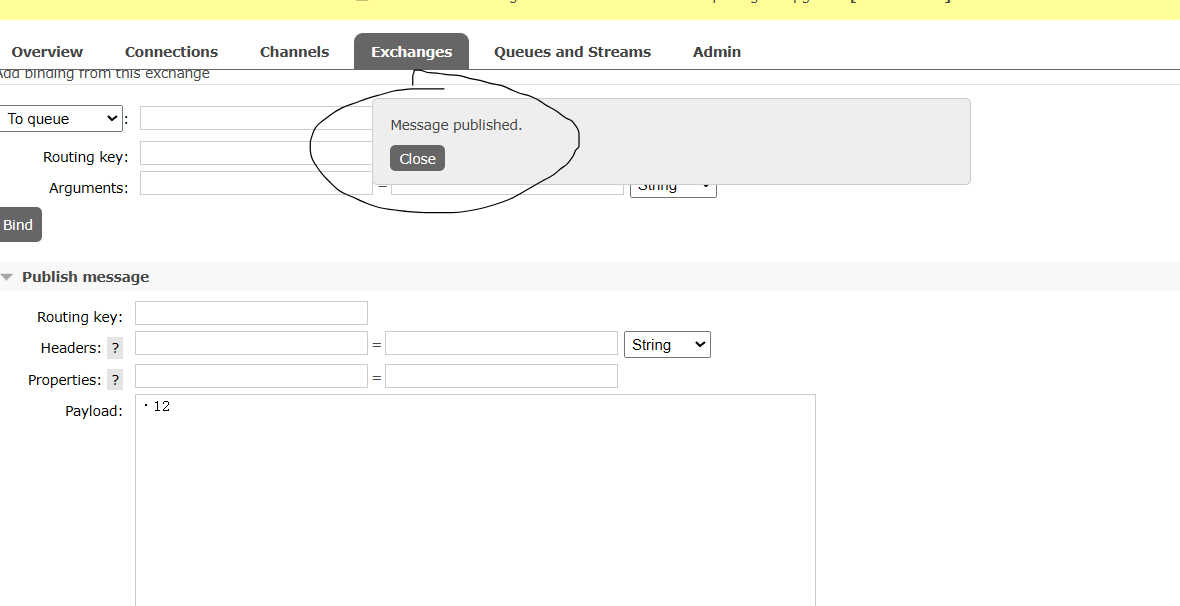 Overview Connections Channels Exchanges Queues and Streams Admin
Add binding from this exchange
To queue :
Message published.
Routing key:
Close
Arguments: = String
Bind
Publish message
Routing key:
Headers: ? = String
Properties: ? =
Payload: · 12